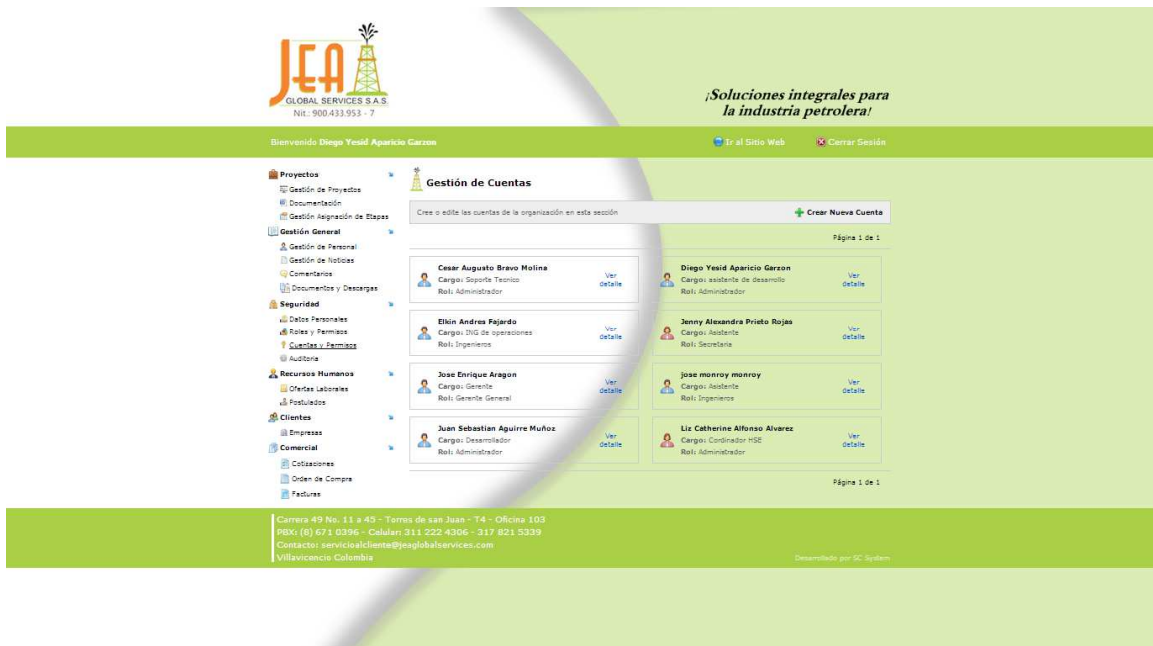 JEA
GLOBAL SERVICES S.A.S.
Nit.: 900.433.953 - 7
¡Soluciones integrales para
la industria petrolera!
Bienvenido Diego Yesid Aparicio Garzon
Ir al Sitio Web
Cerrar Sesión
Proyectos
Gestión de Proyectos
Documentación
Gestión Asignación de Etapas
Gestión General
Gestión de Personal
Gestión de Noticias
Comentarios
Documentos y Descargas
Seguridad
Datos Personales
Roles y Permisos
Cuentas y Permisos
Auditoria
Recursos Humanos
Ofertas Laborales
Postulados
Clientes
Empresas
Comercial
Cotizaciones
Orden de Compra
Facturas
Gestión de Cuentas
Cree o edite las cuentas de la organización en esta sección
Crear Nueva Cuenta
Página 1 de 1
Cesar Augusto Bravo Molina
Cargo: Soporte Tecnico
Rol: Administrador
Ver
detalle
Diego Yesid Aparicio Garzon
Cargo: asistente de desarrollo
Rol: Administrador
Ver
detalle
Elkin Andres Fajardo
Cargo: ING de operaciones
Rol: Ingenieros
Ver
detalle
Jenny Alexandra Prieto Rojas
Cargo: Asistente
Rol: Secretaria
Ver
detalle
Jose Enrique Aragon
Cargo: Gerente
Rol: Gerente General
Ver
detalle
jose monroy monroy
Cargo: Asistente
Rol: Ingenieros
Ver
detalle
Juan Sebastian Aguirre Muñoz
Cargo: Desarrollador
Rol: Administrador
Ver
detalle
Liz Catherine Alfonso Alvarez
Cargo: Cordinador HSE
Rol: Administrador
Ver
detalle
Página 1 de 1
Carrera 49 No. 11 a 45 - Torres de san Juan - T4 - Oficina 103
PBX: (8) 671 0396 - Celular: 311 222 4306 - 317 821 5339
Contacto: servicioalcliente@jeaglobalservices.com
Villavicencio Colombia
Desarrollado por SC System